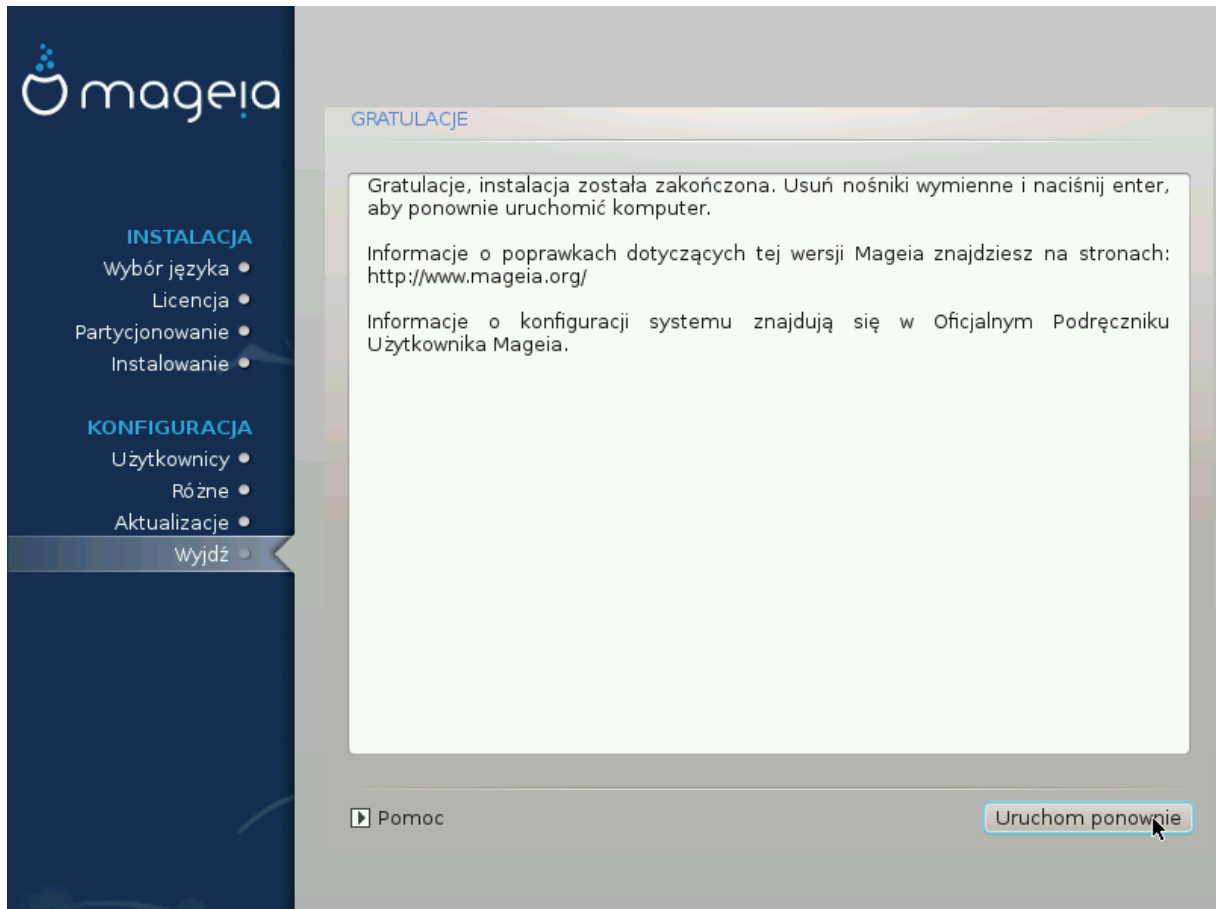 mageia
INSTALACJA
Wybór języka
Licencja
Partycjonowanie
Instalowanie
KONFIGURACJA
Użytkownicy
Różne
Aktualizacje
Wyjdź
GRATULACJE
Gratulacje, instalacja została zakończona. Usuń nośniki wymienne i naciśnij enter,
aby ponownie uruchomić komputer.
Informacje o poprawkach dotyczących tej wersji Mageia znajdziesz na stronach:
http://www.mageia.org/
Informacje o konfiguracji systemu znajdują się w Oficjalnym Podręczniku
Użytkownika Mageia.
Pomoc
Uruchom ponownie